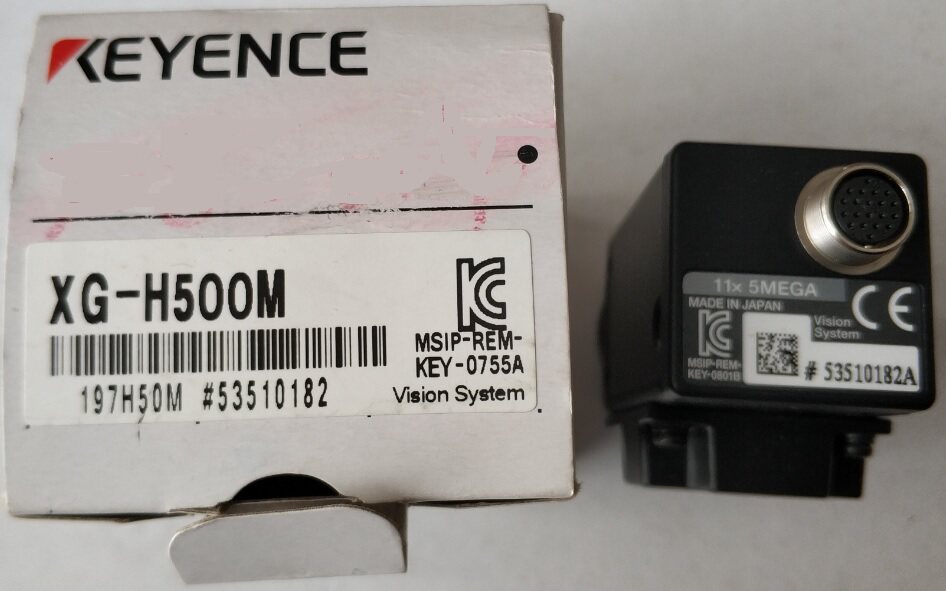 KEYENCE
XG-H500M
MSIP-REM-
KEY-0755A
197H50M #53510182
Vision System
11x 5MEGA
MADE IN JAPAN
CE
Vision
System
MSIP-REM-
KEY-0801B
# 53510182A